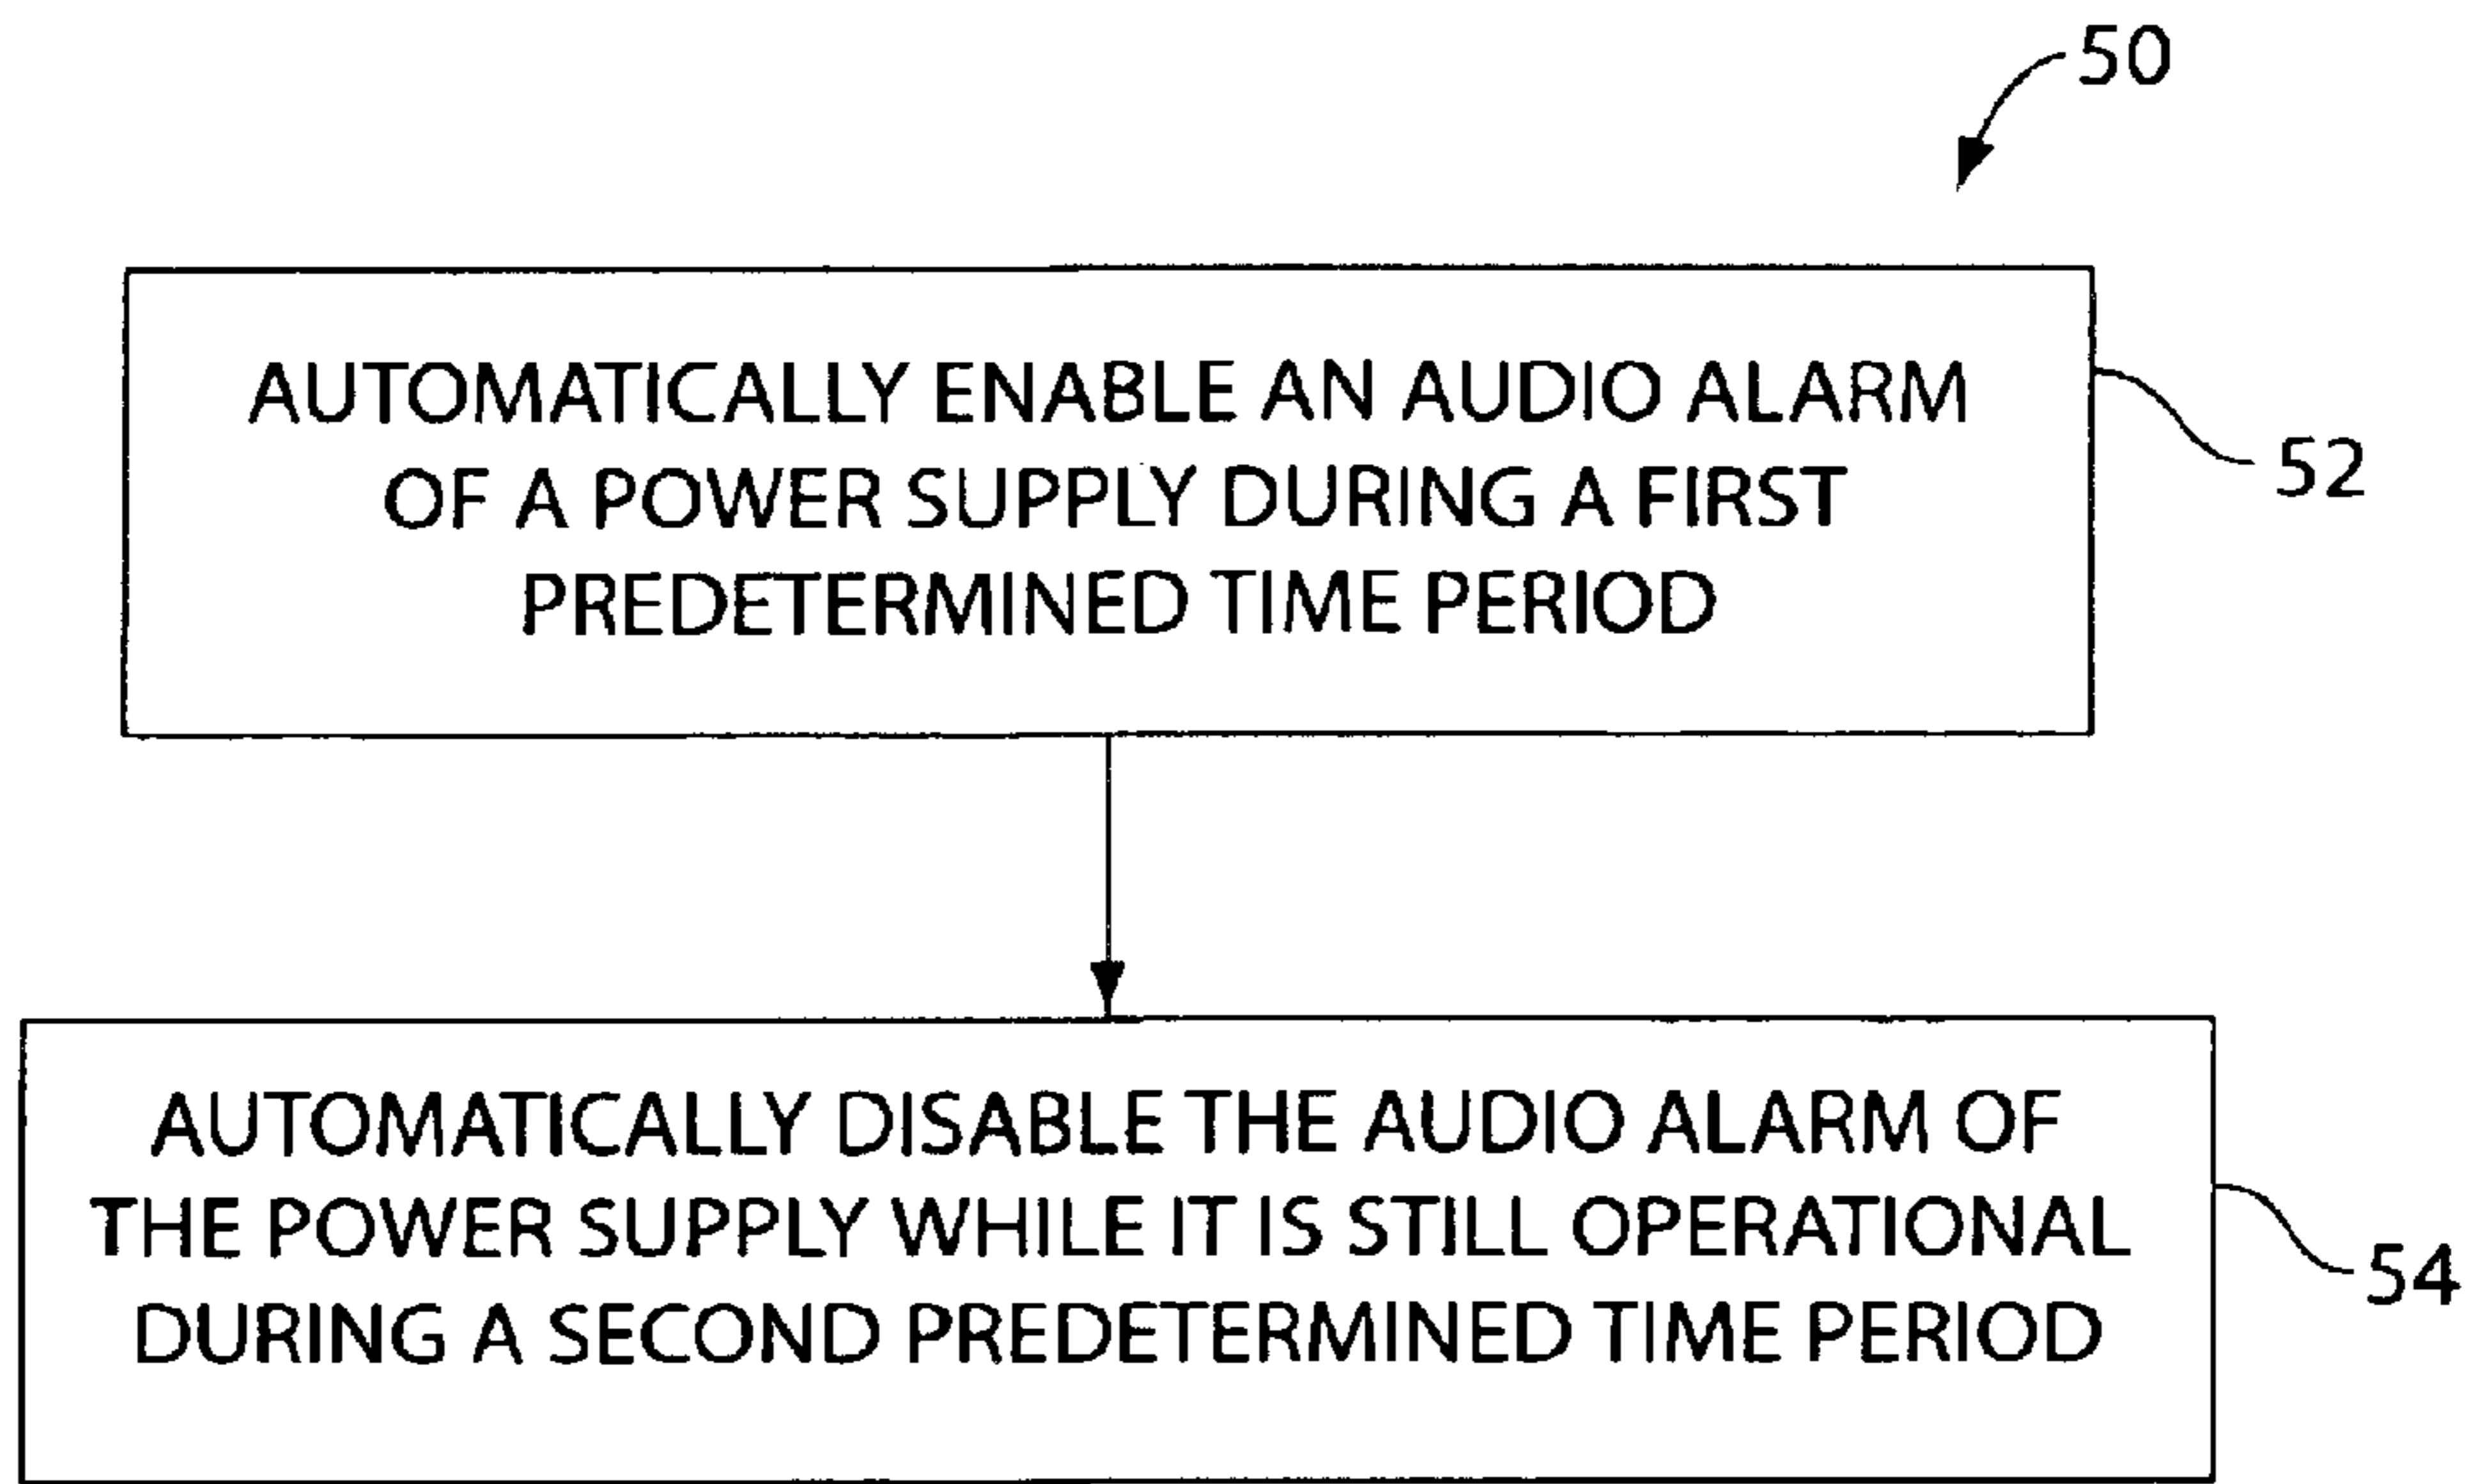 50
AUTOMATICALLY ENABLE AN AUDIO ALARM
OF A POWER SUPPLY DURING A FIRST
PREDETERMINED TIME PERIOD
52
AUTOMATICALLY DISABLE THE AUDIO ALARM OF
THE POWER SUPPLY WHILE IT IS STILL OPERATIONAL
DURING A SECOND PREDETERMINED TIME PERIOD
54